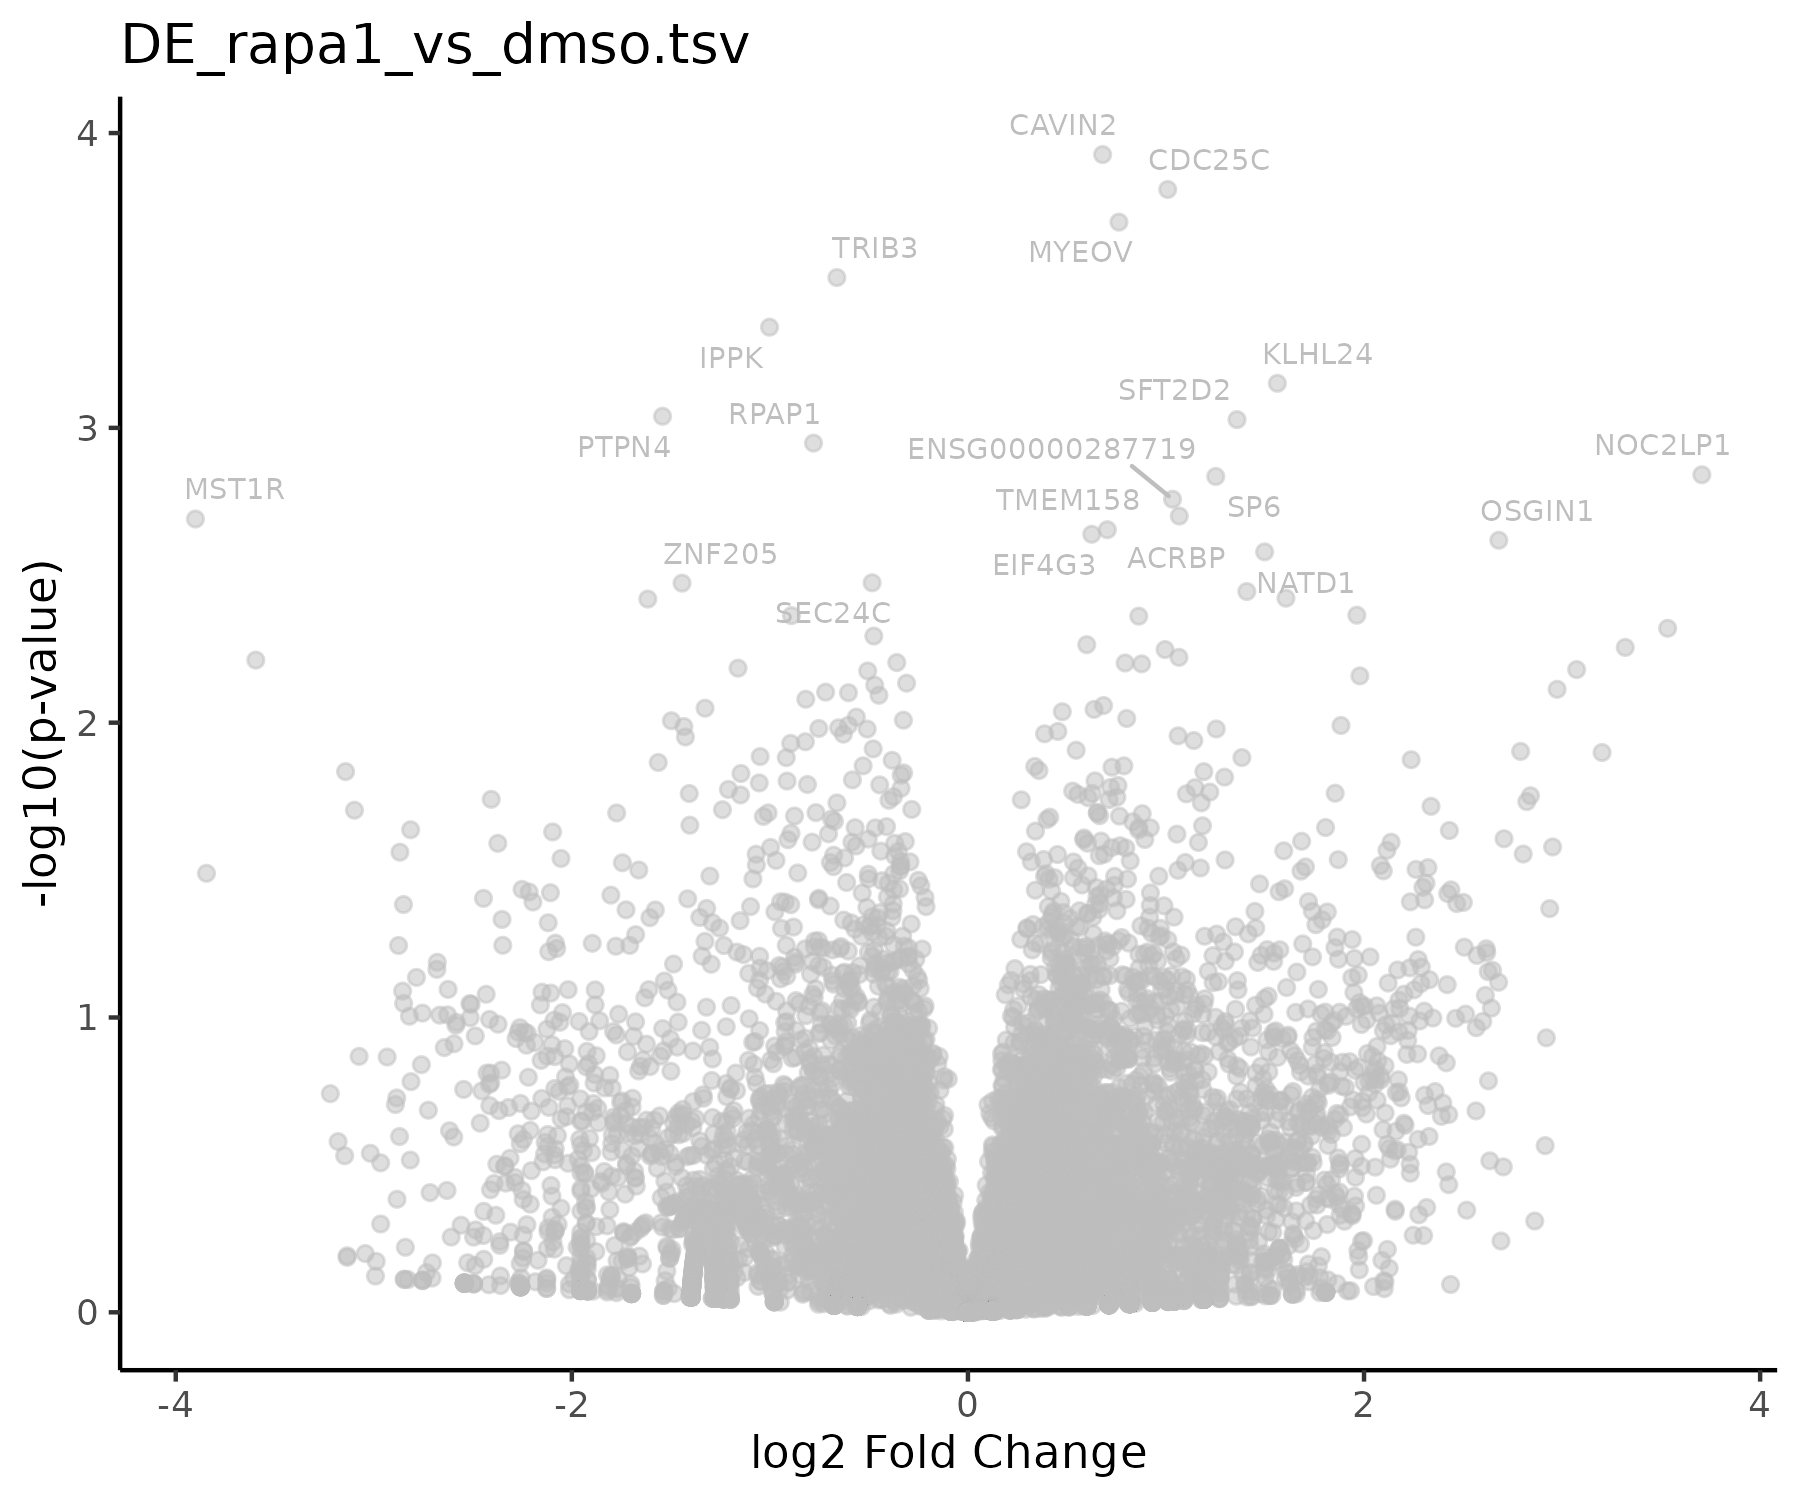 DE_rapa1_vs_dmso.tsv
CAVIN2
CDC25C
MYEOV
TRIB3
IPPK
KLHL24
SFT2D2
RPAP1
PTPN4
ENSG00000287719
NOC2LP1
MST1R
TMEM158
SP6
OSGIN1
ZNF205
EIF4G3
ACRBP
NATD1
SEC24C
-log10(p-value)
4
3
2
1
0
-4
-2
0
2
4
log2 Fold Change